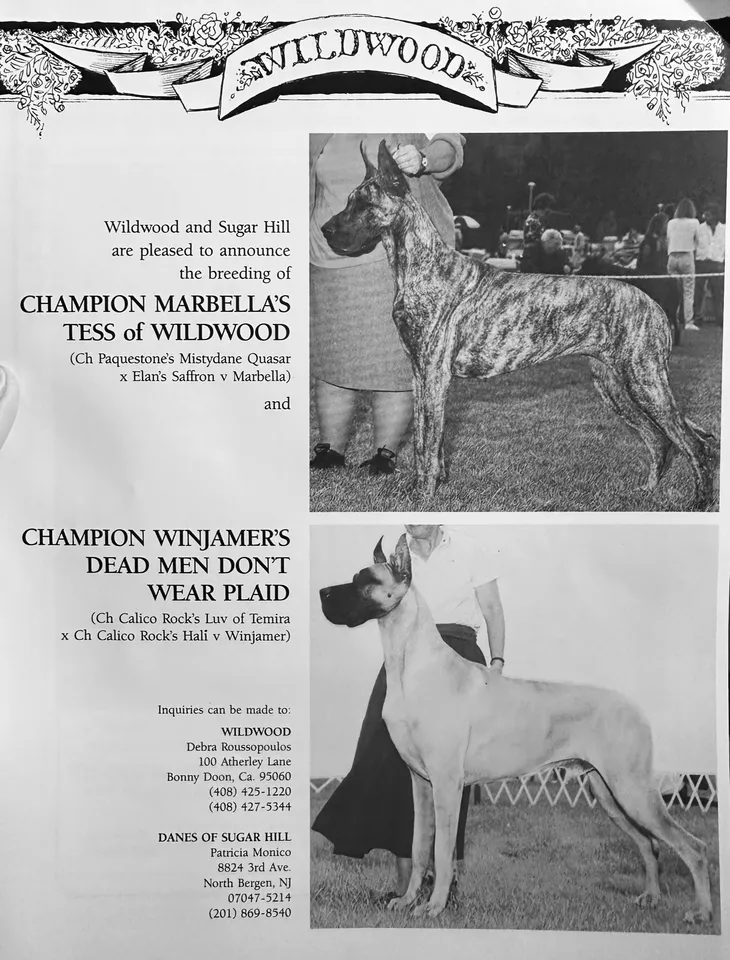 WILDWOOD
Wildwood and Sugar Hill
are pleased to announce
the breeding of
CHAMPION MARBELLA'S
TESS of WILDWOOD
(Ch Paquestone's Mistydane Quasar
x Elan's Saffron v Marbella)
and
CHAMPION WINJAMER'S
DEAD MEN DON'T
WEAR PLAID
(Ch Calico Rock's Luv of Temira
x Ch Calico Rock's Hali v Winjamer)
Inquiries can be made to:
WILDWOOD
Debra Roussopoulos
100 Atherley Lane
Bonny Doon, Ca. 95060
(408) 425-1220
(408) 427-5344
DANES OF SUGAR HILL
Patricia Monico
8824 3rd Ave.
North Bergen, NJ
07047-5214
(201) 869-8540